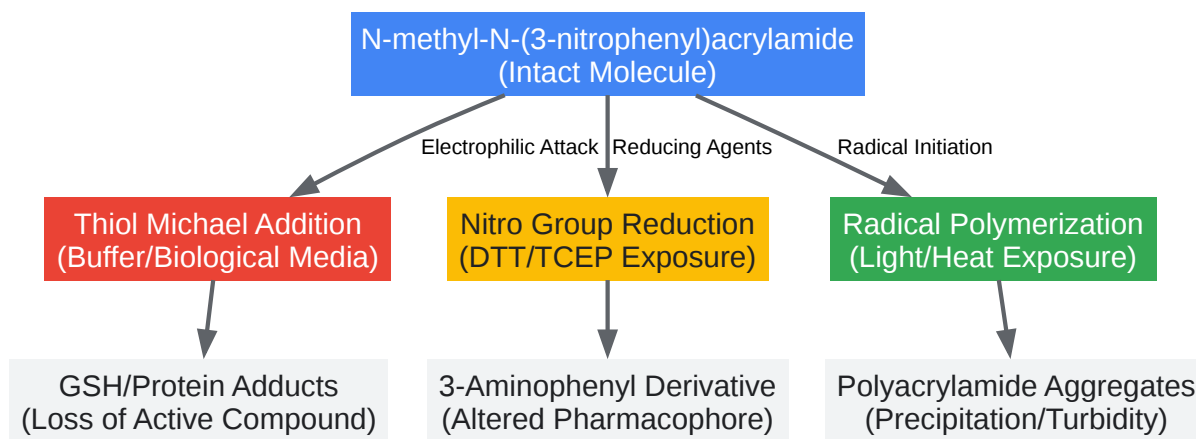 N-methyl-N-(3-nitrophenyl)acrylamide
(Intact Molecule)
Electrophilic Attack
Reducing Agents
Radical Initiation
Thiol Michael Addition
(Buffer/Biological Media)
Nitro Group Reduction
(DTT/TCEP Exposure)
Radical Polymerization
(Light/Heat Exposure)
GSH/Protein Adducts
(Loss of Active Compound)
3-Aminophenyl Derivative
(Altered Pharmacophore)
Polyacrylamide Aggregates
(Precipitation/Turbidity)